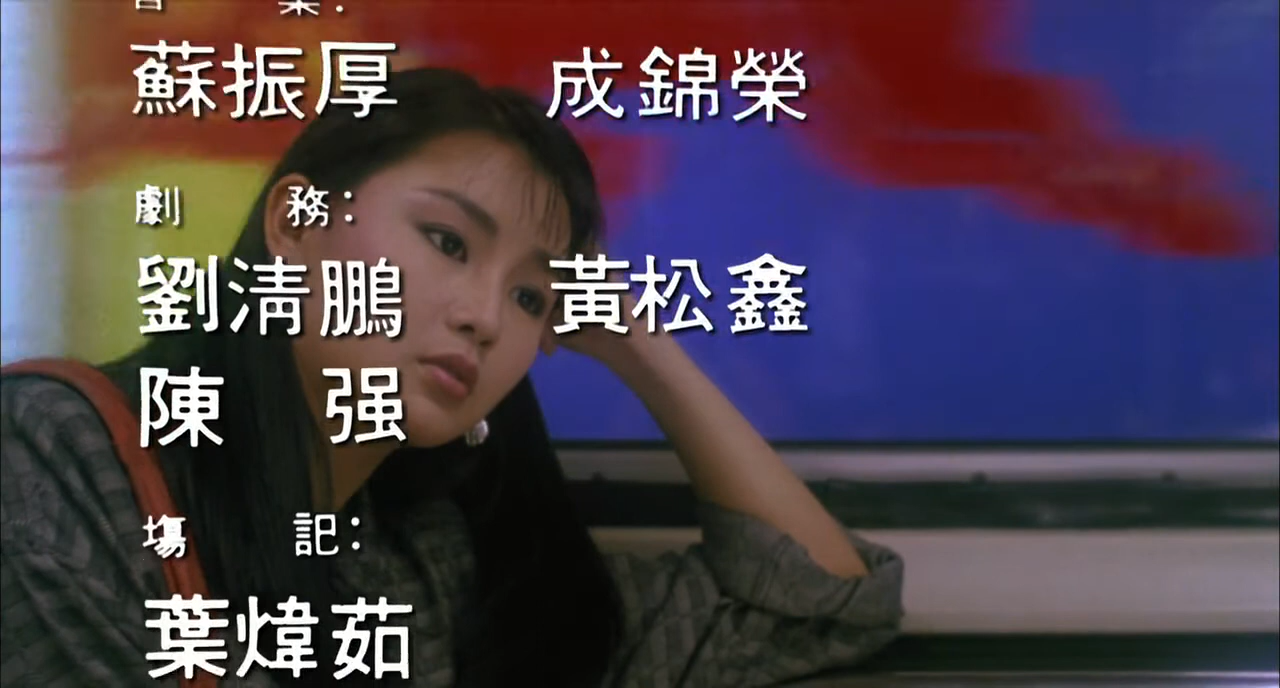 蘇振厚 成錦榮
劇務：
劉清鵬 黃松鑫
陳强
場記：
葉煒茹